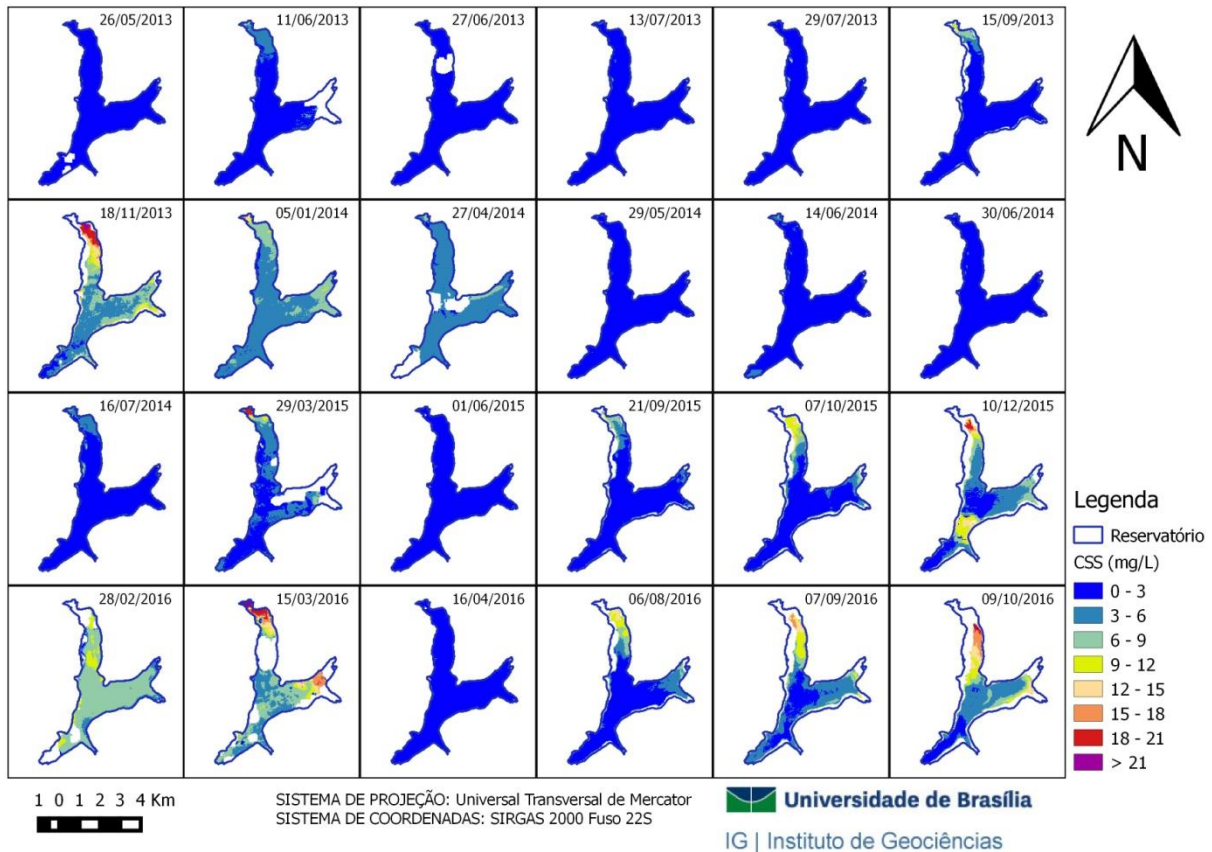 26/05/2013
11/06/2013
27/06/2013
13/07/2013
29/07/2013
15/09/2013
N
18/11/2013
05/01/2014
27/04/2014
29/05/2014
14/06/2014
30/06/2014
16/07/2014
29/03/2015
01/06/2015
21/09/2015
07/10/2015
10/12/2015
28/02/2016
15/03/2016
16/04/2016
06/08/2016
07/09/2016
09/10/2016
Legenda
Reservatório
CSS (mg/L)
0 - 3
3 - 6
6 - 9
9 - 12
12 - 15
15 - 18
18 - 21
> 21
1 0 1 2 3 4 Km
SISTEMA DE PROJEÇÃO: Universal Transversal de Mercator
SISTEMA DE COORDENADAS: SIRGAS 2000 Fuso 22S
Universidade de Brasília
IG | Instituto de Geociências